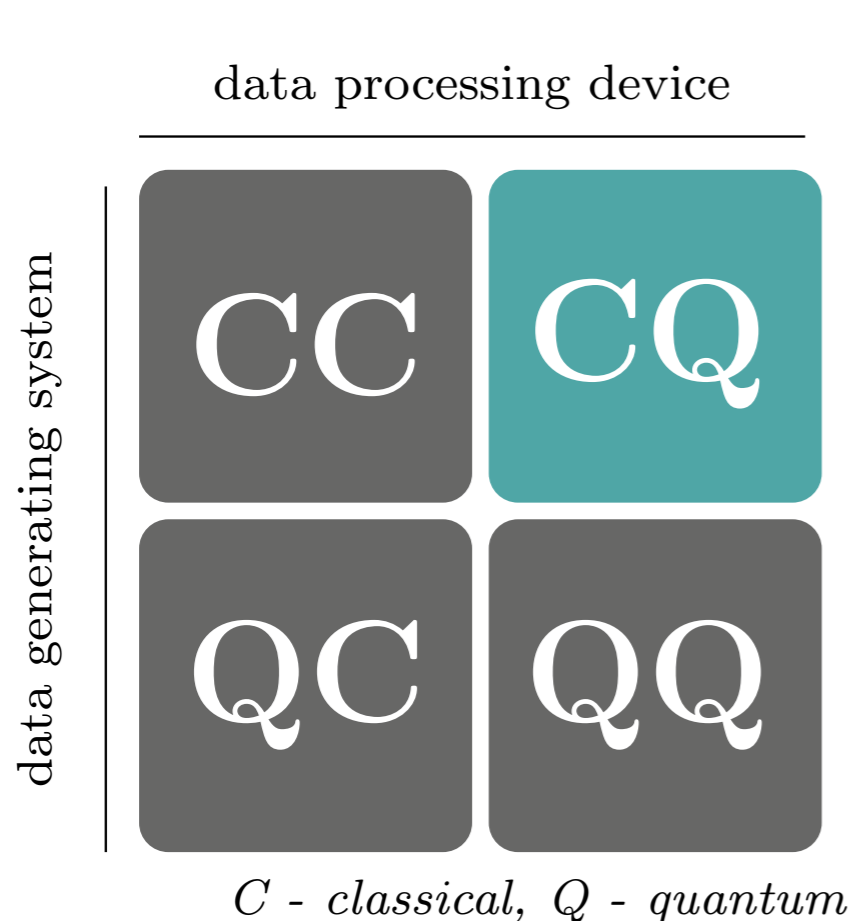 data processing device
data generating system
CC CQ
QC QQ
C - classical, Q - quantum